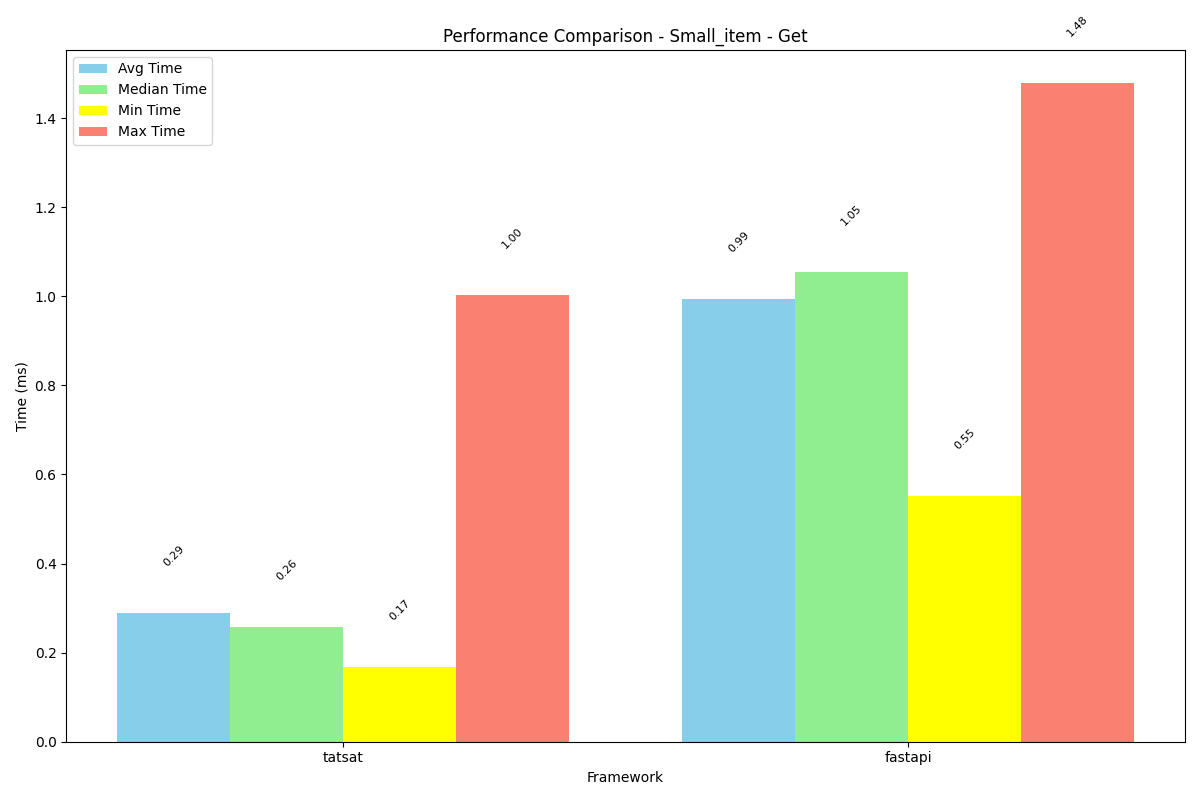 1.48
Performance Comparison - Small_item - Get
Avg Time
Median Time
Min Time
Max Time
1.4
1.2
1.05
1.00
0.99
1.0
0.8
0.6
0.55
0.4
0.29
0.26
0.17
0.2
0.0
Time (ms)
tatsat
fastapi
Framework